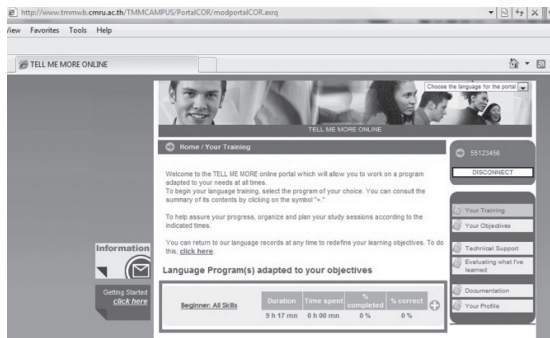 http://www.tmmwb.cmru.ac.th/TMMCAMPUS/PortalCOR/modportalCOR.axrq
View Favorites Tools Help
TELL ME MORE ONLINE
Choose the language for the portal
TELL ME MORE ONLINE
Home / Your Training
55123456
DISCONNECT
Welcome to the TELL ME MORE online portal which will allow you to work on a program
adapted to your needs at all times.
To begin your language training, select the program of your choice. You can consult the
summary of its contents by clicking on the symbol "+."
To help assure your progress, organize and plan your study sessions according to the
indicated times.
You can return to our language records at any time to redefine your learning objectives. To do
this, click here.
Your Training
Your Objectives
Technical Support
Evaluating what I've
learned
Documentation
Your Profile
Information
Getting Started
click here
Language Program(s) adapted to your objectives
Duration Time spent % completed % correct
Beginner: All Skills 9 h 17 mn 0 h 00 mn 0 % 0 %